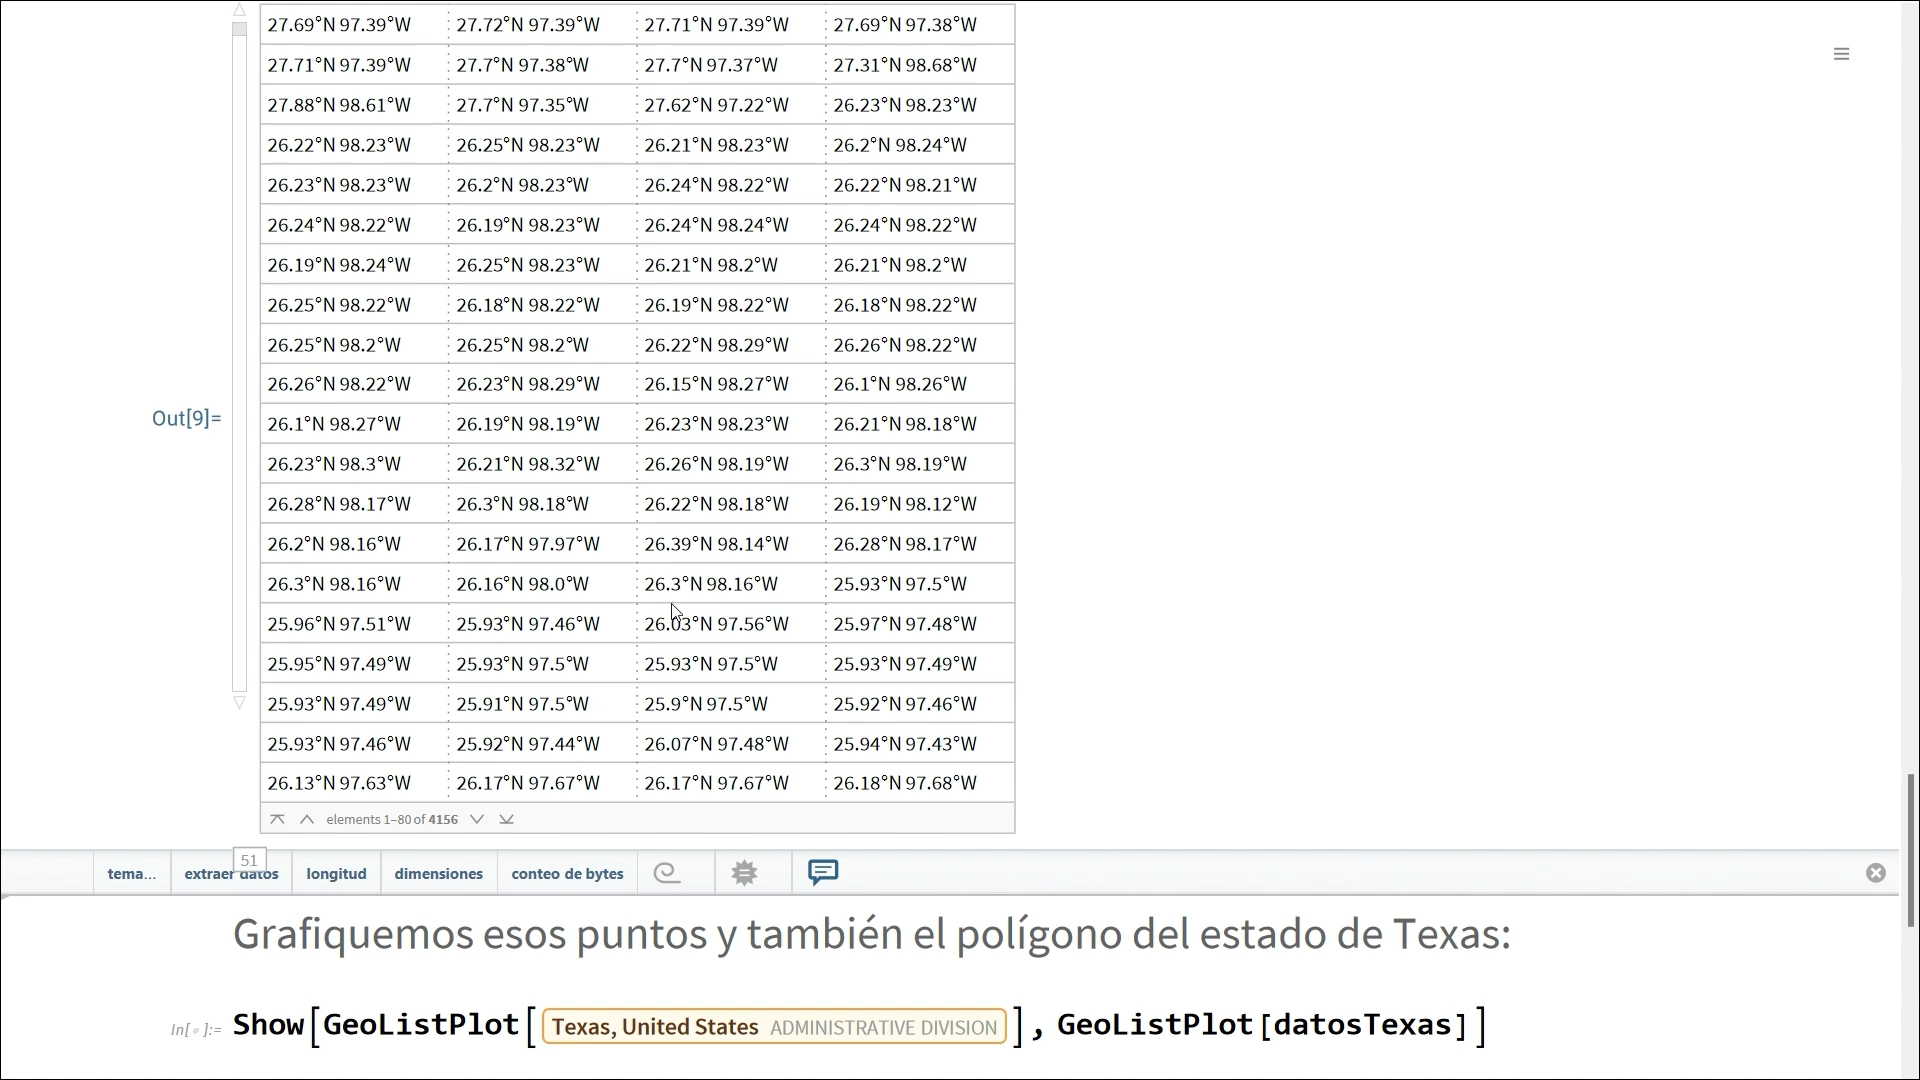 27.69°N 97.39°W 27.72°N 97.39°W 27.71°N 97.39°W 27.69°N 97.38°W
27.71°N 97.39°W 27.7°N 97.38°W 27.7°N 97.37°W 27.31°N 98.68°W
27.88°N 98.61°W 27.7°N 97.35°W 27.62°N 97.22°W 26.23°N 98.23°W
26.22°N 98.23°W 26.25°N 98.23°W 26.21°N 98.23°W 26.2°N 98.24°W
26.23°N 98.23°W 26.2°N 98.23°W 26.24°N 98.22°W 26.22°N 98.21°W
26.24°N 98.22°W 26.19°N 98.23°W 26.24°N 98.24°W 26.24°N 98.22°W
26.19°N 98.24°W 26.25°N 98.23°W 26.21°N 98.2°W 26.21°N 98.2°W
26.25°N 98.22°W 26.18°N 98.22°W 26.19°N 98.22°W 26.18°N 98.22°W
26.25°N 98.2°W 26.25°N 98.2°W 26.22°N 98.29°W 26.26°N 98.22°W
26.26°N 98.22°W 26.23°N 98.29°W 26.15°N 98.27°W 26.1°N 98.26°W
Out[9]=
26.1°N 98.27°W 26.19°N 98.19°W 26.23°N 98.23°W 26.21°N 98.18°W
26.23°N 98.3°W 26.21°N 98.32°W 26.26°N 98.19°W 26.3°N 98.19°W
26.28°N 98.17°W 26.3°N 98.18°W 26.22°N 98.18°W 26.19°N 98.12°W
26.2°N 98.16°W 26.17°N 97.97°W 26.39°N 98.14°W 26.28°N 98.17°W
26.3°N 98.16°W 26.16°N 98.0°W 26.3°N 98.16°W 25.93°N 97.5°W
25.96°N 97.51°W 25.93°N 97.46°W 26.03°N 97.56°W 25.97°N 97.48°W
25.95°N 97.49°W 25.93°N 97.5°W 25.93°N 97.5°W 25.93°N 97.49°W
25.93°N 97.49°W 25.91°N 97.5°W 25.9°N 97.5°W 25.92°N 97.46°W
25.93°N 97.46°W 25.92°N 97.44°W 26.07°N 97.48°W 25.94°N 97.43°W
26.13°N 97.63°W 26.17°N 97.67°W 26.17°N 97.67°W 26.18°N 97.68°W
elements 1–80 of 4156
51
tema... extraer datos longitud dimensiones conteo de bytes
Grafiquemos esos puntos y también el polígono del estado de Texas:
In[ ]:= Show[GeoListPlot[Texas, United States ADMINISTRATIVE DIVISION], GeoListPlot[datosTexas]]